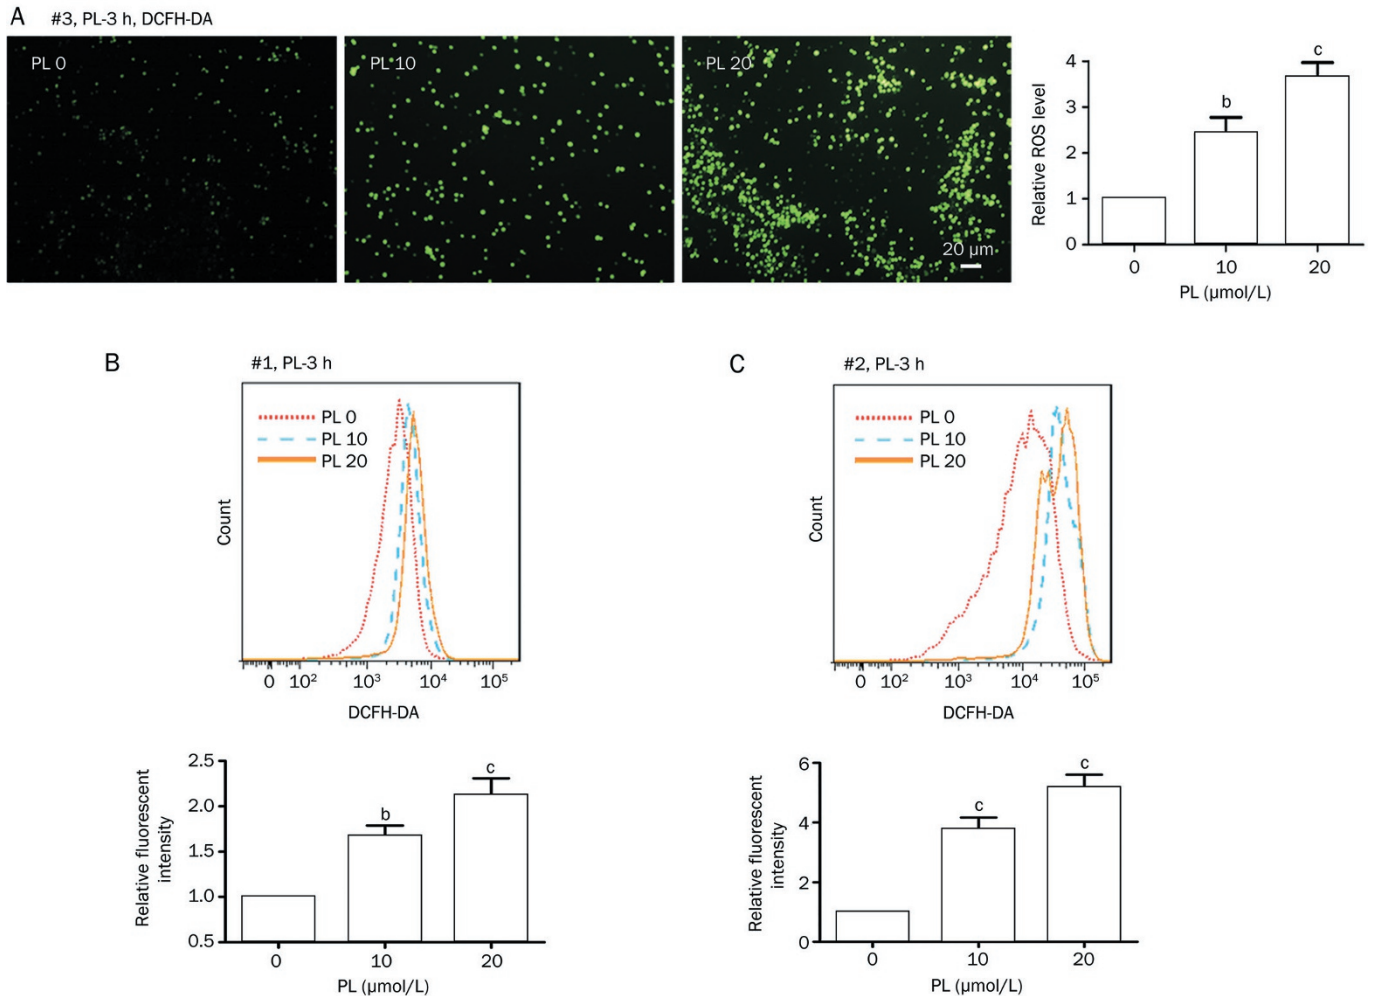 A #3, PL-3 h, DCFH-DA
PL 0
PL 10
PL 20
20 µm
Relative ROS level
4
3
2
1
0
b
c
0 10 20
PL (µmol/L)
B #1, PL-3 h
PL 0
PL 10
PL 20
Count
0 10² 10³ 10⁴ 10⁵
DCFH-DA
Relative fluorescent
intensity
2.5
2.0
1.5
1.0
0.5
b
c
0 10 20
PL (µmol/L)
C #2, PL-3 h
PL 0
PL 10
PL 20
Count
0 10² 10³ 10⁴ 10⁵
DCFH-DA
Relative fluorescent
intensity
6
4
2
0
c
c
0 10 20
PL (µmol/L)